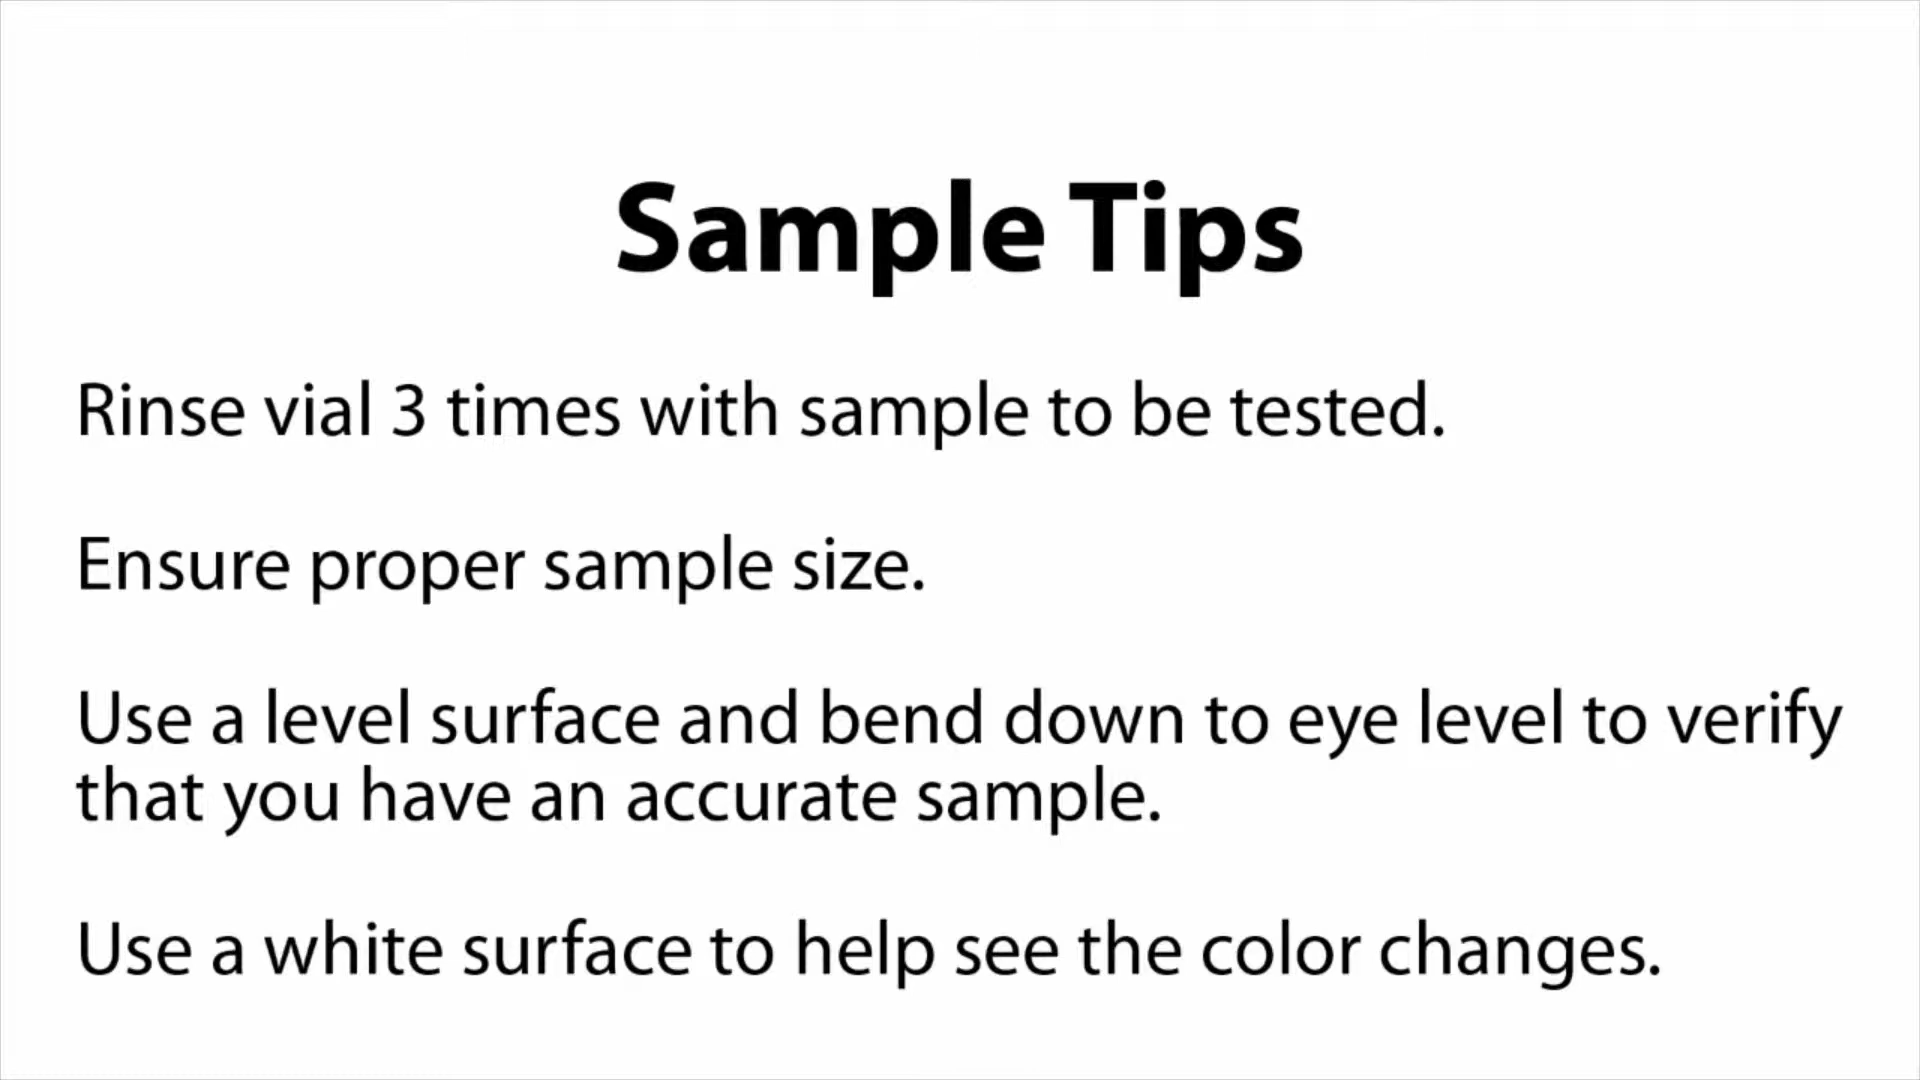 Sample Tips
Rinse vial 3 times with sample to be tested.
Ensure proper sample size.
Use a level surface and bend down to eye level to verify
that you have an accurate sample.
Use a white surface to help see the color changes.